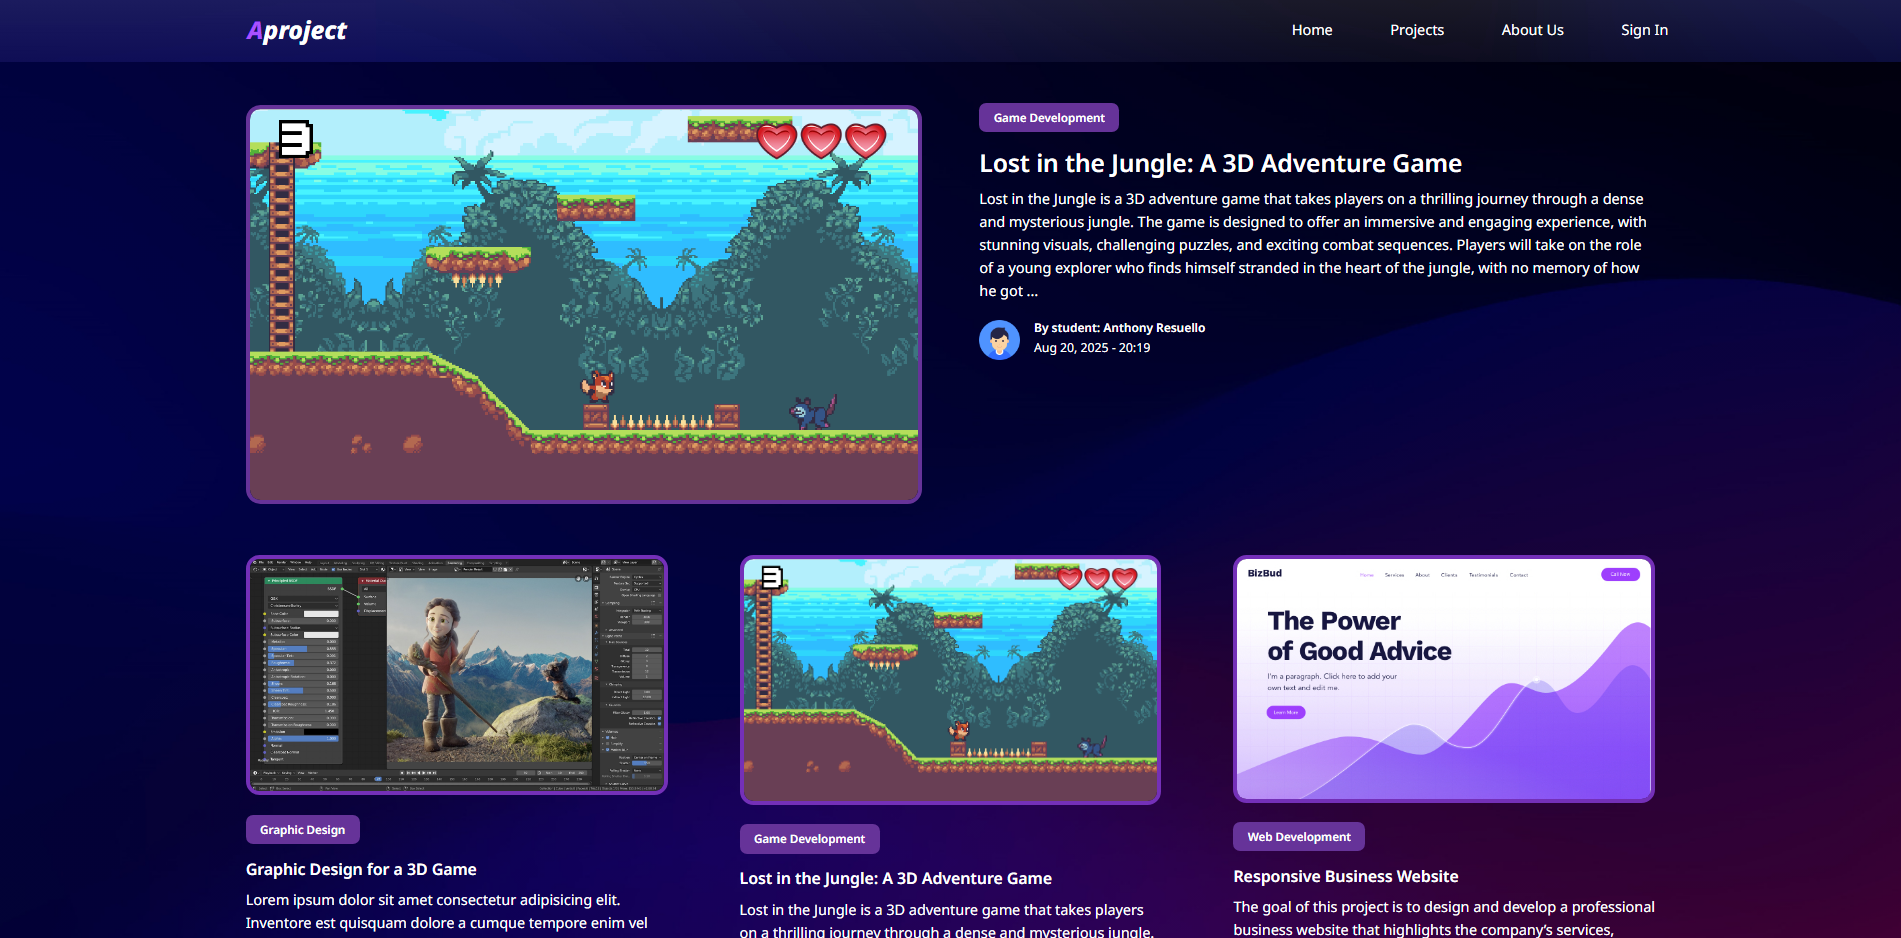 Aproject
Home
Projects
About Us
Sign In
Game Development
Lost in the Jungle: A 3D Adventure Game
Lost in the Jungle is a 3D adventure game that takes players on a thrilling journey through a dense
and mysterious jungle. The game is designed to offer an immersive and engaging experience, with
stunning visuals, challenging puzzles, and exciting combat sequences. Players will take on the role
of a young explorer who finds himself stranded in the heart of the jungle, with no memory of how
he got ...
By student: Anthony Resuello
Aug 20, 2025 - 20:19
Graphic Design
Graphic Design for a 3D Game
Lorem ipsum dolor sit amet consectetur adipisicing elit.
Inventore est quisquam dolore a cumque tempore enim vel
Game Development
Lost in the Jungle: A 3D Adventure Game
Lost in the Jungle is a 3D adventure game that takes players
on a thrilling journey through a dense and mysterious jungle.
BizBud
Home
Services
About
Clients
Testimonials
Contact
Call Now
The Power
of Good Advice
I'm a paragraph. Click here to add your
own text and edit me.
Learn More
Web Development
Responsive Business Website
The goal of this project is to design and develop a professional
business website that highlights the company's services,